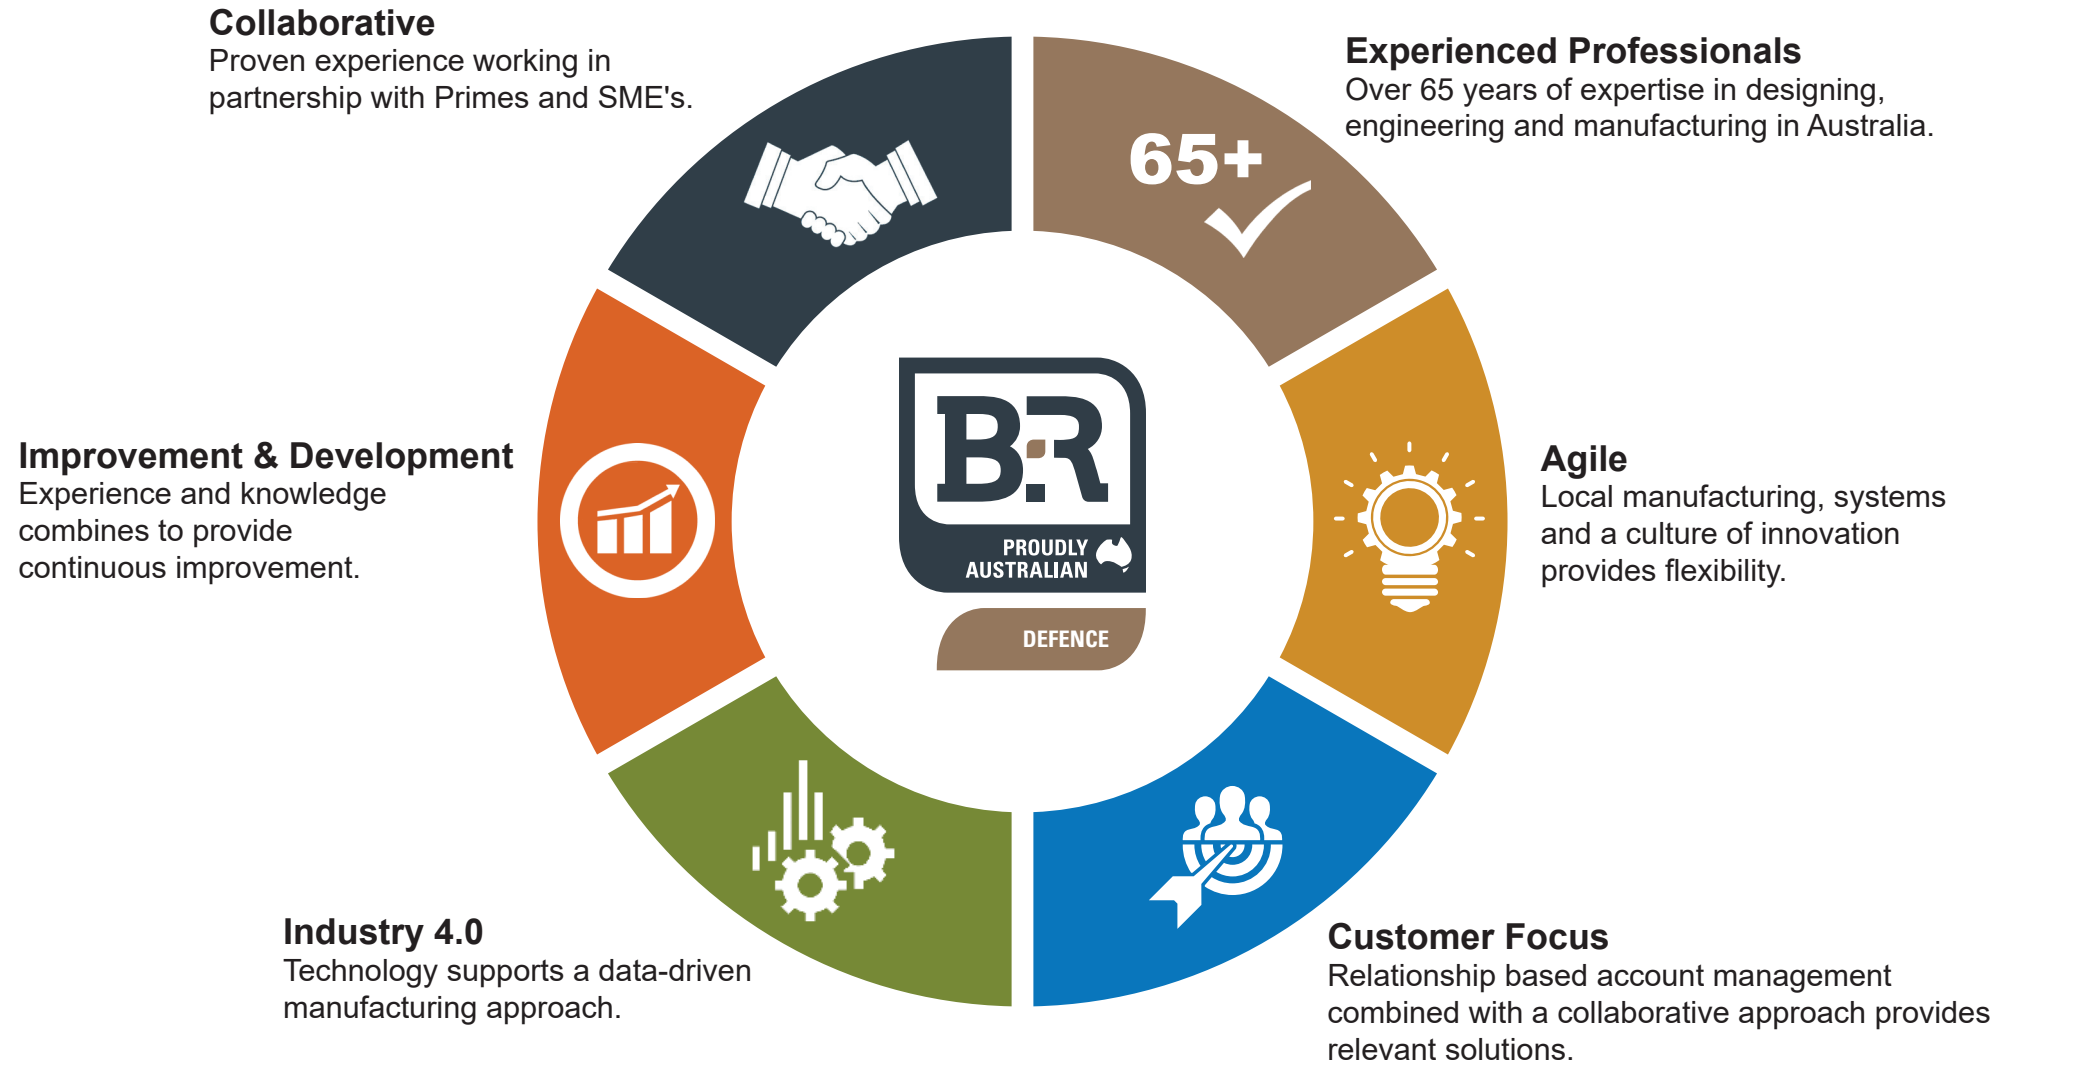 Collaborative
Proven experience working in
partnership with Primes and SME's.
65+
Experienced Professionals
Over 65 years of expertise in designing,
engineering and manufacturing in Australia.
Improvement & Development
Experience and knowledge
combines to provide
continuous improvement.
BR
PROUDLY
AUSTRALIAN
DEFENCE
Agile
Local manufacturing, systems
and a culture of innovation
provides flexibility.
Industry 4.0
Technology supports a data-driven
manufacturing approach.
Customer Focus
Relationship based account management
combined with a collaborative approach provides
relevant solutions.